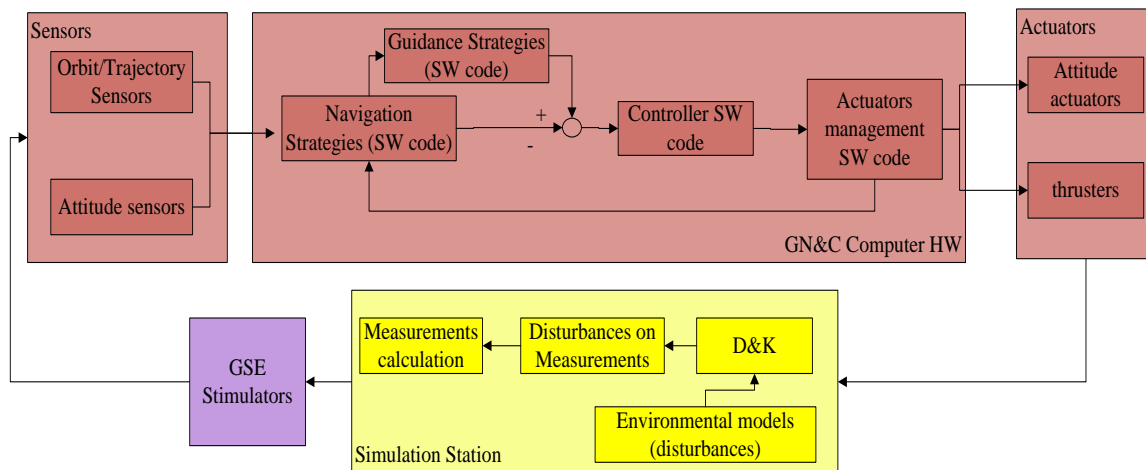 Sensors
Orbit/Trajectory
Sensors
Attitude sensors
Guidance Strategies
(SW code)
Navigation
Strategies (SW code)
+
-
Controller SW
code
Actuators
management
SW code
GN&C Computer HW
Actuators
Attitude
actuators
thrusters
GSE
Stimulators
Measurements
calculation
Disturbances on
Measurements
D&K
Environmental models
(disturbances)
Simulation Station